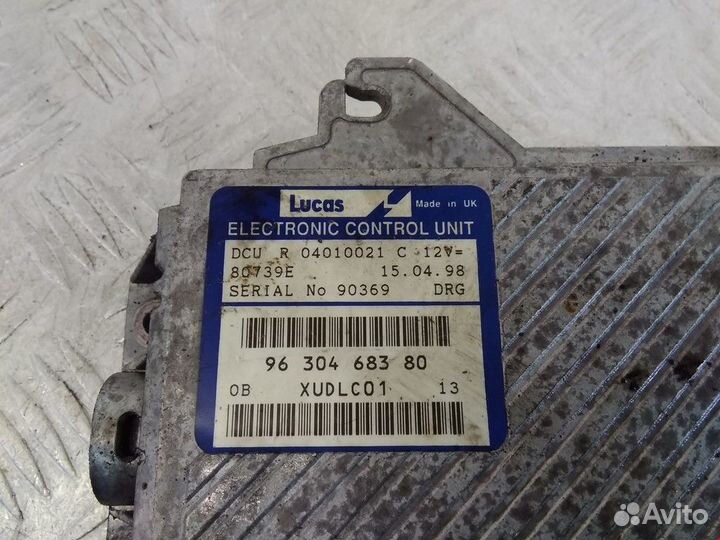 Lucas Made in UK
ELECTRONIC CONTROL UNIT
DCU R 04010021 C 12V=
80739E 15.04.98
SERIAL No 90369 DRG
96 304 683 80
OB XUDLC01 13
Avito